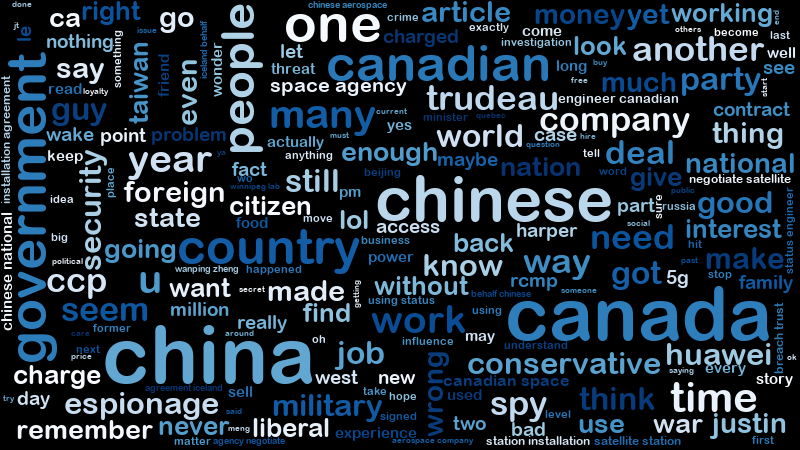 done
ca
right
go
chinese aerospace
crime
article
money
yet
working
end
jt
le
nothing
something
issue
iceland behalf
people
one
charged
exactly
come
investigation
look
another
others
become
last
well
say
taiwan
friend
even
wonder
let
threat
canadian
long
buy
free
see
start
read
loyalty
space agency
trudeau
engineer canadian
much
party
guy
many
current
minister
quebec
company
contract
installation agreement
government
wake
point
problem
actually
must
yes
world
case
hire
question
tell
deal
thing
keep
year
ya
anything
enough
maybe
nation
word
national
security
place
fact
wo
winnipeg lab
beijing
still
pm
chinese
give
public
negotiate satellite
idea
foreign
state
citizen
food
move
lol
access
harper
part
sure
russia
good
status engineer
chinese national
big
political
going
country
business
power
back
need
social
interest
hit
ccp
u
wanping zheng
happened
know
way
got
past
make
seem
want
secret
made
getting
without
rcmp
someone
5g
stop
family
million
find
using status
behalf chinese
former
care
really
around
work
using
canada
breach trust
next
price
china
oh
job
influence
may
understand
huawei
ok
charge
west
new
wrong
conservative
saying
every
story
try
day
agreement iceland
sell
take
hope
canadian space
used
espionage
said
military
signed
spy
level
think
time
remember
never
meng
liberal
experience
two
bad
use
war
justin
matter
agency negotiate
aerospace company
station installation
satellite station
first